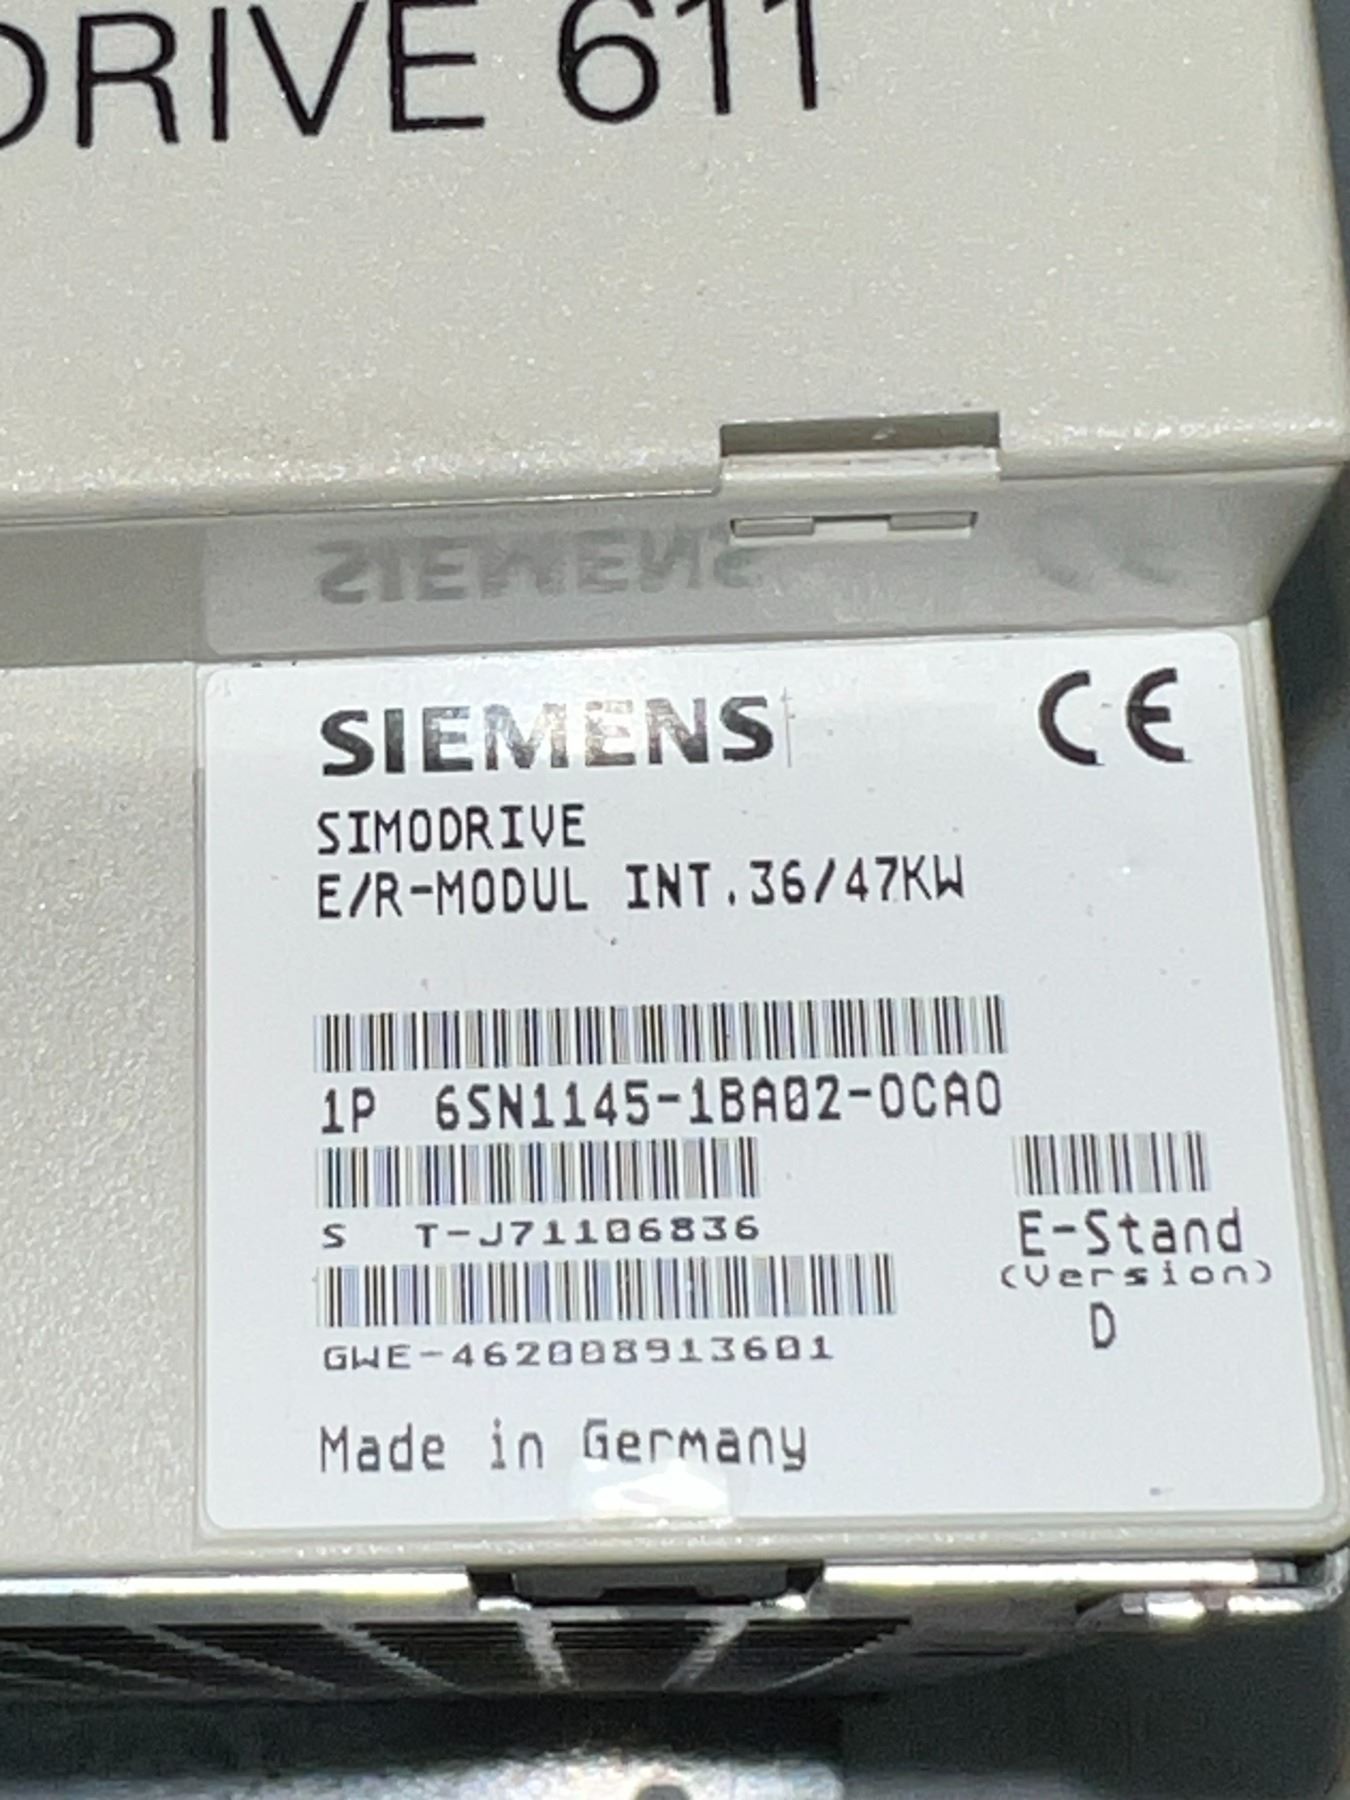 DRIVE 611
SIEMENS
CE
SIMODRIVE
E/R-MODUL INT.36/47KW
1P 6SN1145-1BA02-0CA0
S T-J71106836
E-Stand
(Version)
D
GWE-462008913601
Made in Germany